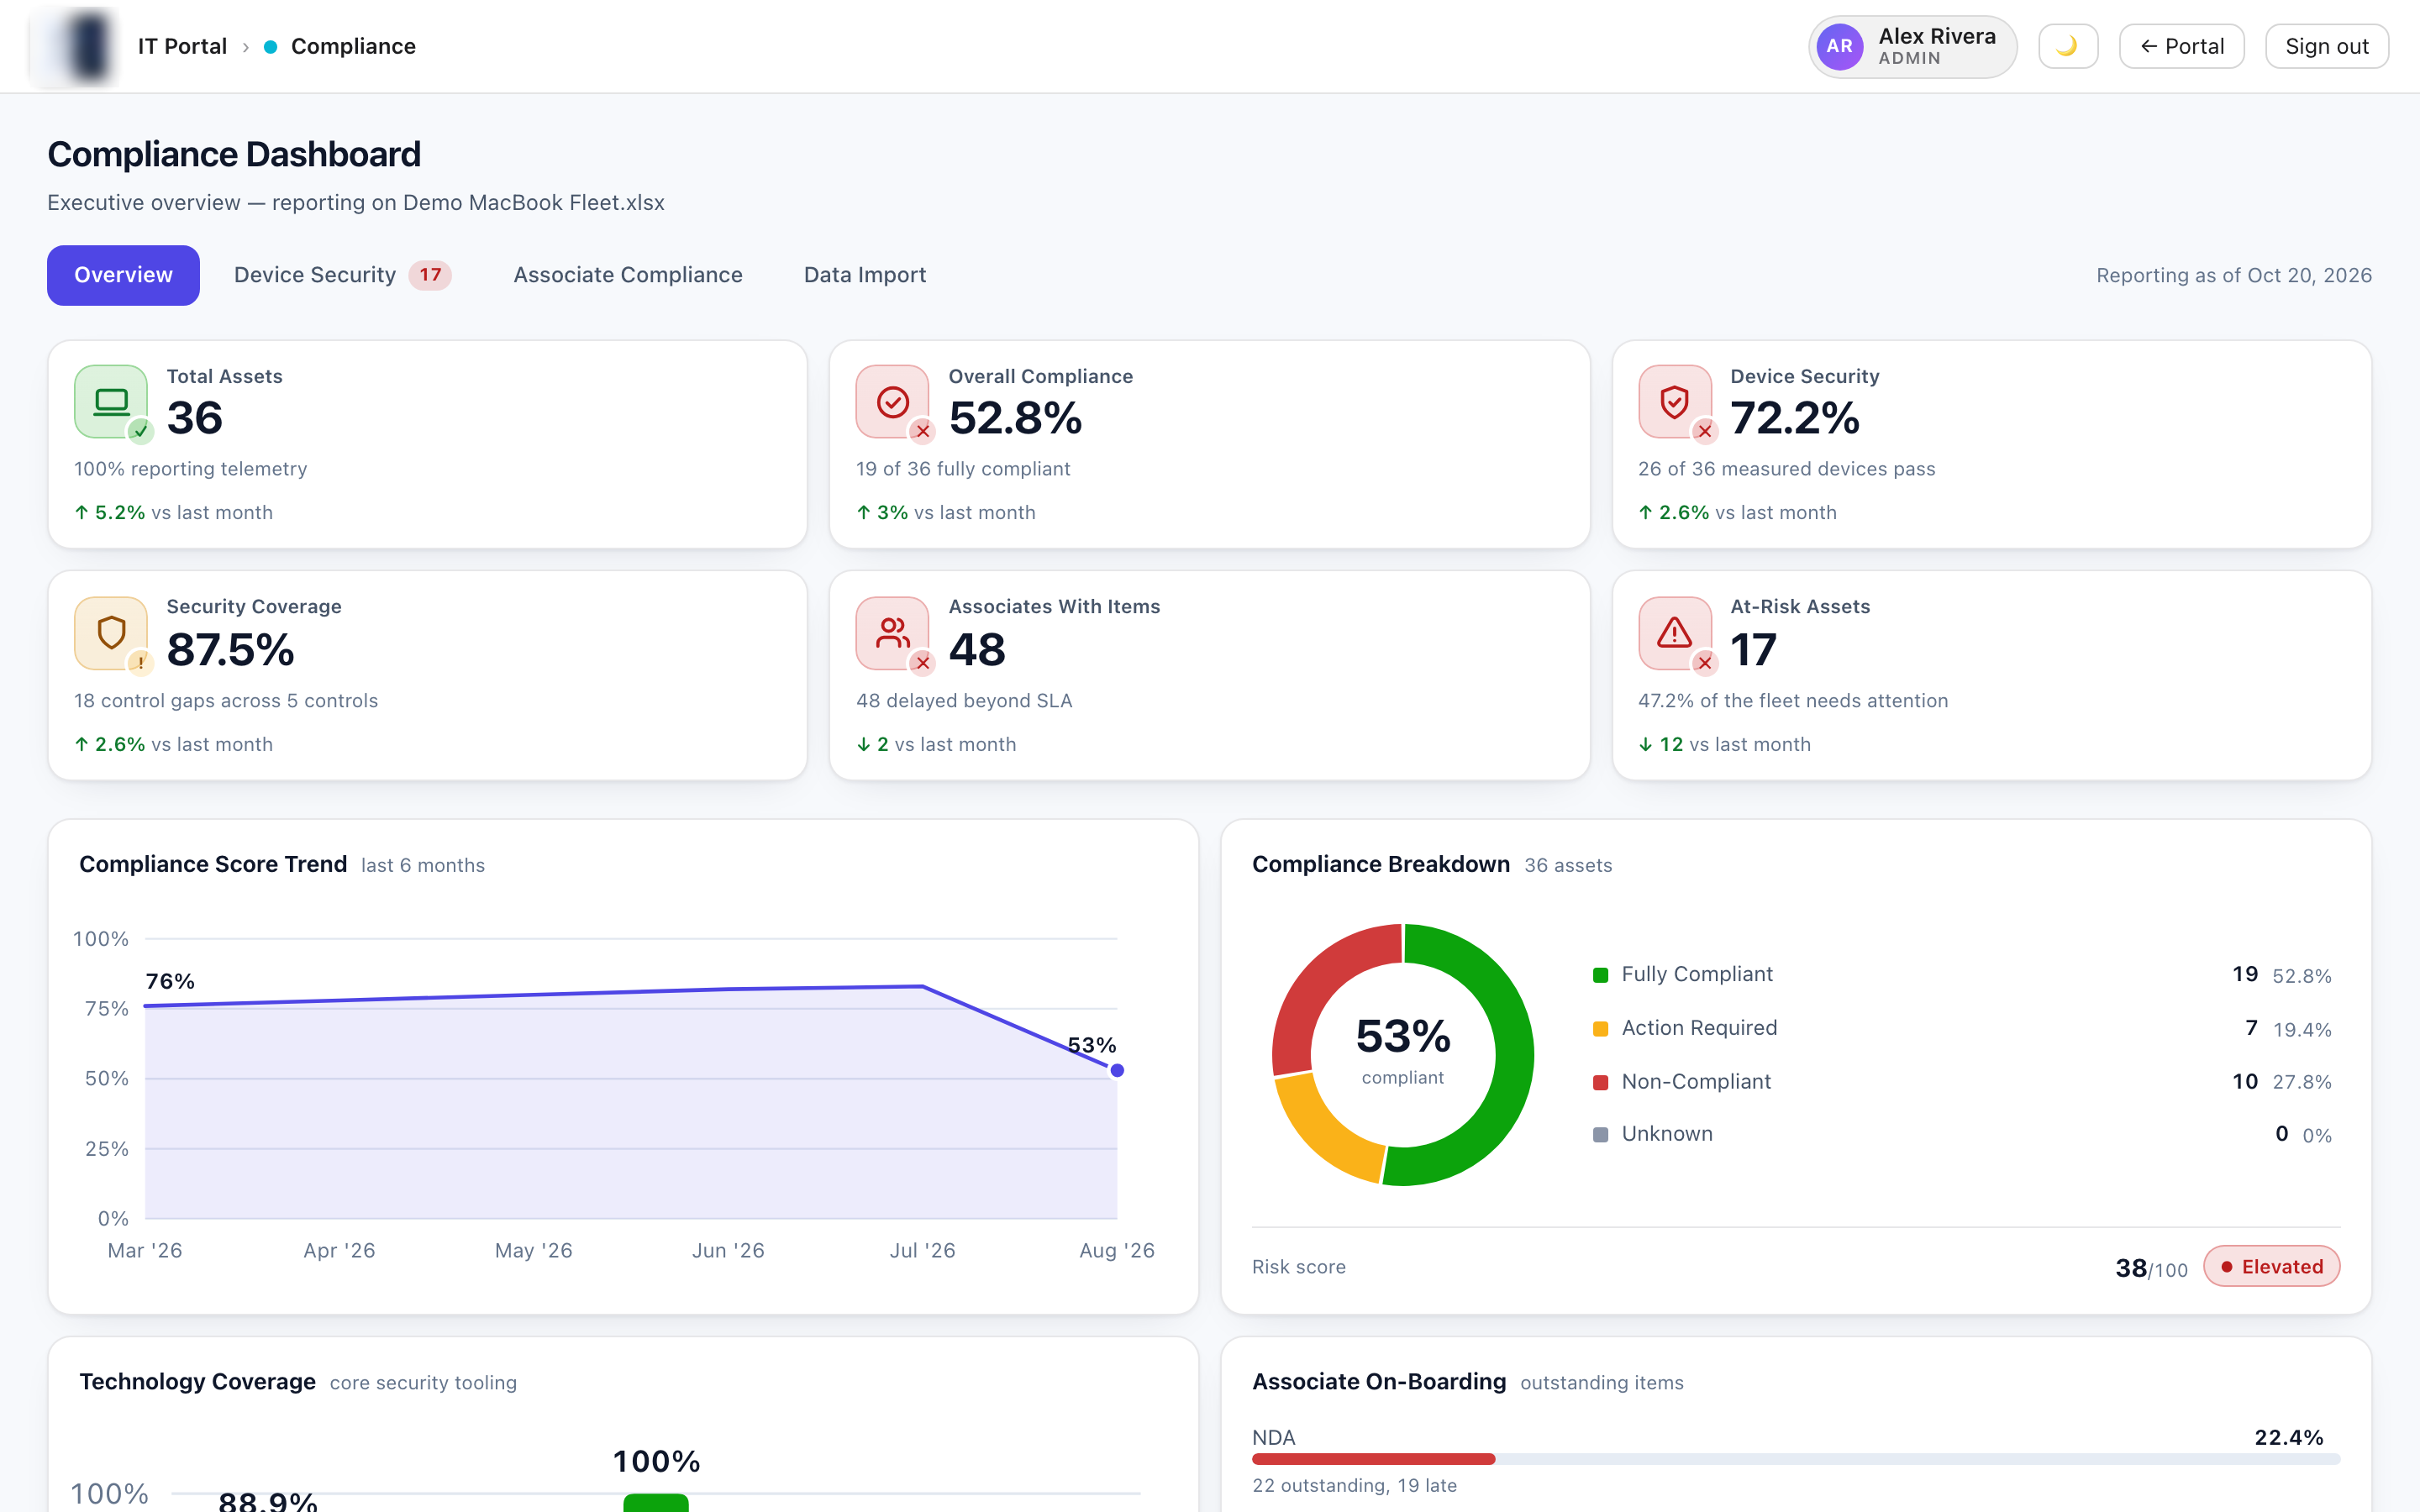 IT Portal › Compliance
AR
Alex Rivera
ADMIN
← Portal
Sign out
Compliance Dashboard
Executive overview — reporting on Demo MacBook Fleet.xlsx
Overview
Device Security 17
Associate Compliance
Data Import
Reporting as of Oct 20, 2026
Total Assets
36
100% reporting telemetry
↑ 5.2% vs last month
Overall Compliance
52.8%
19 of 36 fully compliant
↑ 3% vs last month
Device Security
72.2%
26 of 36 measured devices pass
↑ 2.6% vs last month
Security Coverage
87.5%
18 control gaps across 5 controls
↑ 2.6% vs last month
Associates With Items
48
48 delayed beyond SLA
↓ 2 vs last month
At-Risk Assets
17
47.2% of the fleet needs attention
↓ 12 vs last month
Compliance Score Trend last 6 months
100%
76%
75%
53%
50%
25%
0%
Mar '26 Apr '26 May '26 Jun '26 Jul '26 Aug '26
Compliance Breakdown 36 assets
53%
compliant
Fully Compliant 19 52.8%
Action Required 7 19.4%
Non-Compliant 10 27.8%
Unknown 0 0%
Risk score 38/100 Elevated
Technology Coverage core security tooling
100%
100%
88.9%
Associate On-Boarding outstanding items
NDA 22.4%
22 outstanding, 19 late